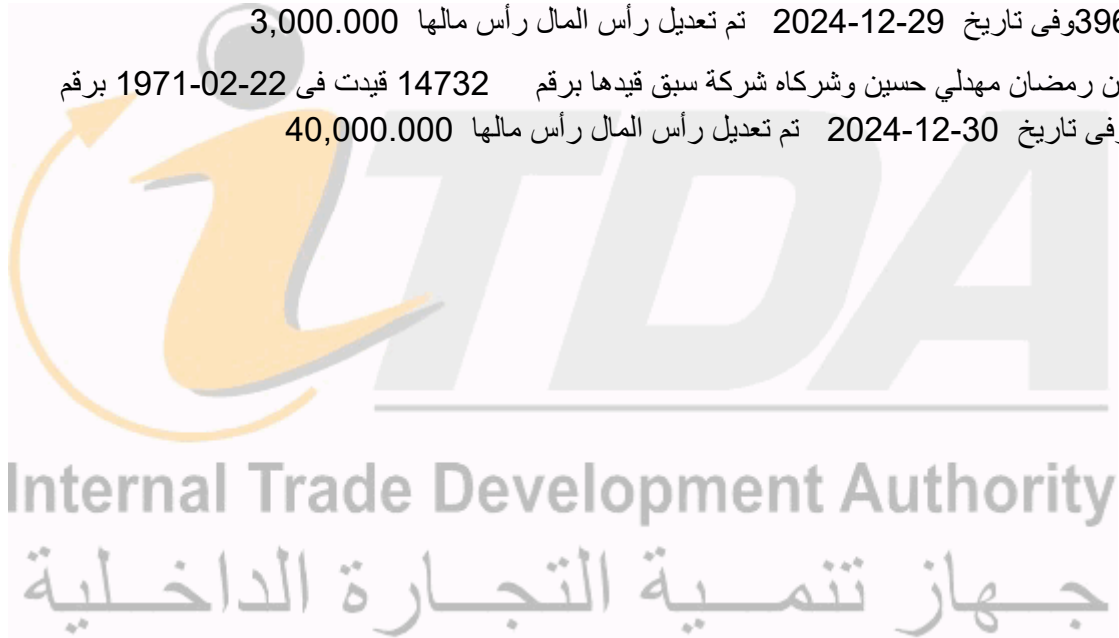 396وفى تاريخ 29-12-2024 تم تعديل رأس المال رأس مالها 3,000.000
رمضان مهدلي حسين وشركاه شركة سبق قيدها برقم 14732 قيدت فى 22-02-1971 برقم
وفى تاريخ 30-12-2024 تم تعديل رأس المال رأس مالها 40,000.000
iTDA
Internal Trade Development Authority
جهاز تنمية التجارة الداخلية